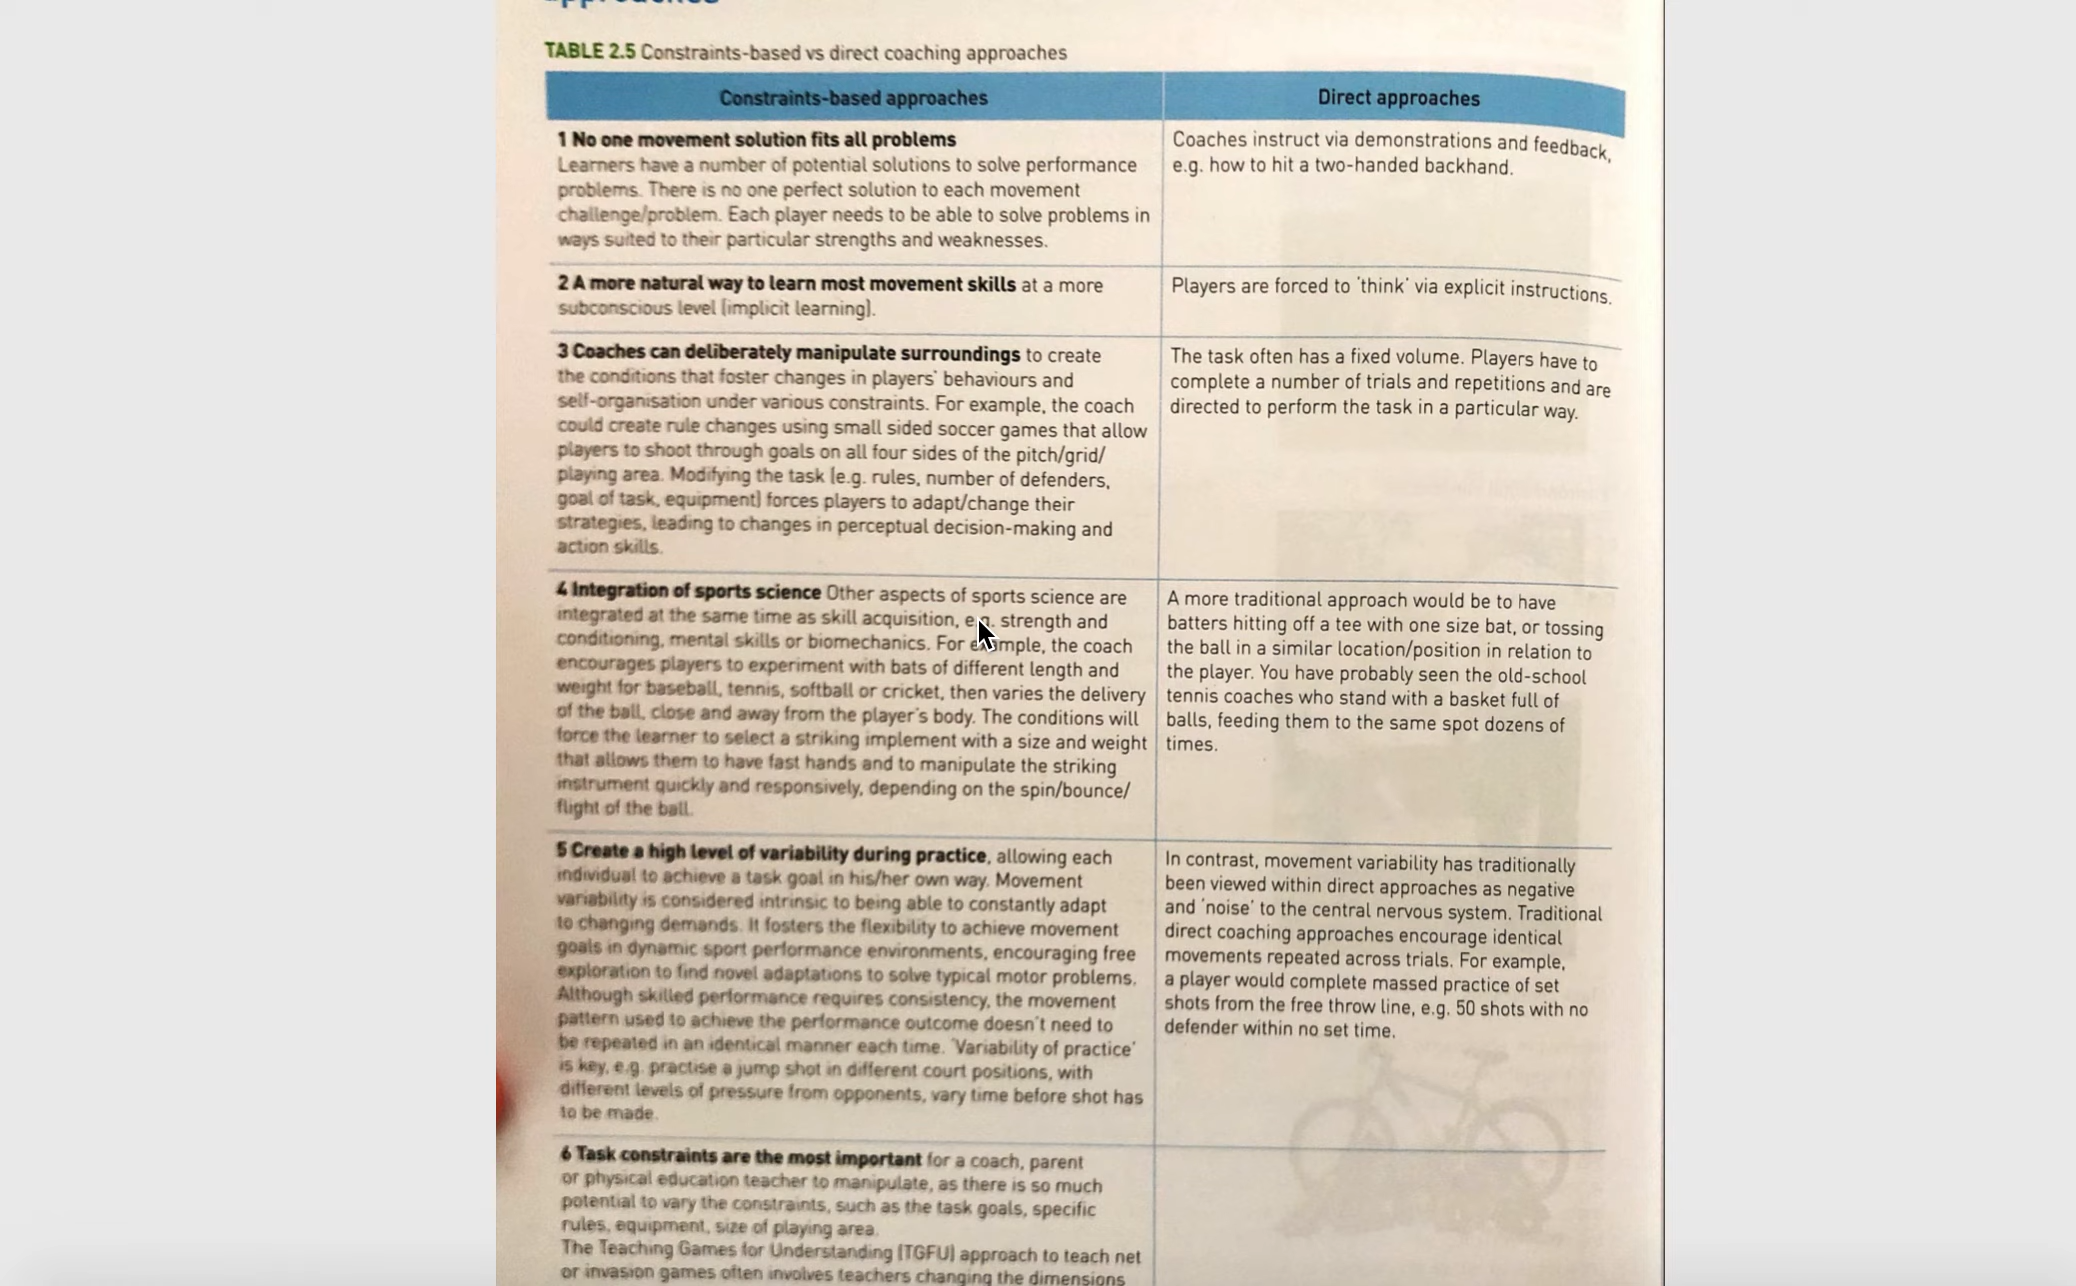 approaches
TABLE 2.5 Constraints-based vs direct coaching approaches
Constraints-based approaches
Direct approaches
1 No one movement solution fits all problems
Learners have a number of potential solutions to solve performance
problems. There is no one perfect solution to each movement
challenge/problem. Each player needs to be able to solve problems in
ways suited to their particular strengths and weaknesses.
Coaches instruct via demonstrations and feedback,
e.g. how to hit a two-handed backhand.
2 A more natural way to learn most movement skills at a more
subconscious level (implicit learning).
Players are forced to 'think' via explicit instructions.
3 Coaches can deliberately manipulate surroundings to create
the conditions that foster changes in players' behaviours and
self-organisation under various constraints. For example, the coach
could create rule changes using small sided soccer games that allow
players to shoot through goals on all four sides of the pitch/grid/
playing area. Modifying the task (e.g. rules, number of defenders,
goal of task, equipment) forces players to adapt/change their
strategies, leading to changes in perceptual decision-making and
action skills.
The task often has a fixed volume. Players have to
complete a number of trials and repetitions and are
directed to perform the task in a particular way.
4 Integration of sports science Other aspects of sports science are
integrated at the same time as skill acquisition, e.g. strength and
conditioning, mental skills or biomechanics. For example, the coach
encourages players to experiment with bats of different length and
weight for baseball, tennis, softball or cricket, then varies the delivery
of the ball, close and away from the player's body. The conditions will
force the learner to select a striking implement with a size and weight
that allows them to have fast hands and to manipulate the striking
instrument quickly and responsively, depending on the spin/bounce/
flight of the ball.
A more traditional approach would be to have
batters hitting off a tee with one size bat, or tossing
the ball in a similar location/position in relation to
the player. You have probably seen the old-school
tennis coaches who stand with a basket full of
balls, feeding them to the same spot dozens of
times.
5 Create a high level of variability during practice, allowing each
individual to achieve a task goal in his/her own way. Movement
variability is considered intrinsic to being able to constantly adapt
to changing demands. It fosters the flexibility to achieve movement
goals in dynamic sport performance environments, encouraging free
exploration to find novel adaptations to solve typical motor problems.
Although skilled performance requires consistency, the movement
pattern used to achieve the performance outcome doesn't need to
be repeated in an identical manner each time. 'Variability of practice'
is key, e.g. practise a jump shot in different court positions, with
different levels of pressure from opponents, vary time before shot has
to be made.
In contrast, movement variability has traditionally
been viewed within direct approaches as negative
and 'noise' to the central nervous system. Traditional
direct coaching approaches encourage identical
movements repeated across trials. For example,
a player would complete massed practice of set
shots from the free throw line, e.g. 50 shots with no
defender within no set time.
6 Task constraints are the most important for a coach, parent
or physical education teacher to manipulate, as there is so much
potential to vary the constraints, such as the task goals, specific
rules, equipment, size of playing area.
The Teaching Games for Understanding (TGFU) approach to teach net
or invasion games often involves teachers changing the dimensions